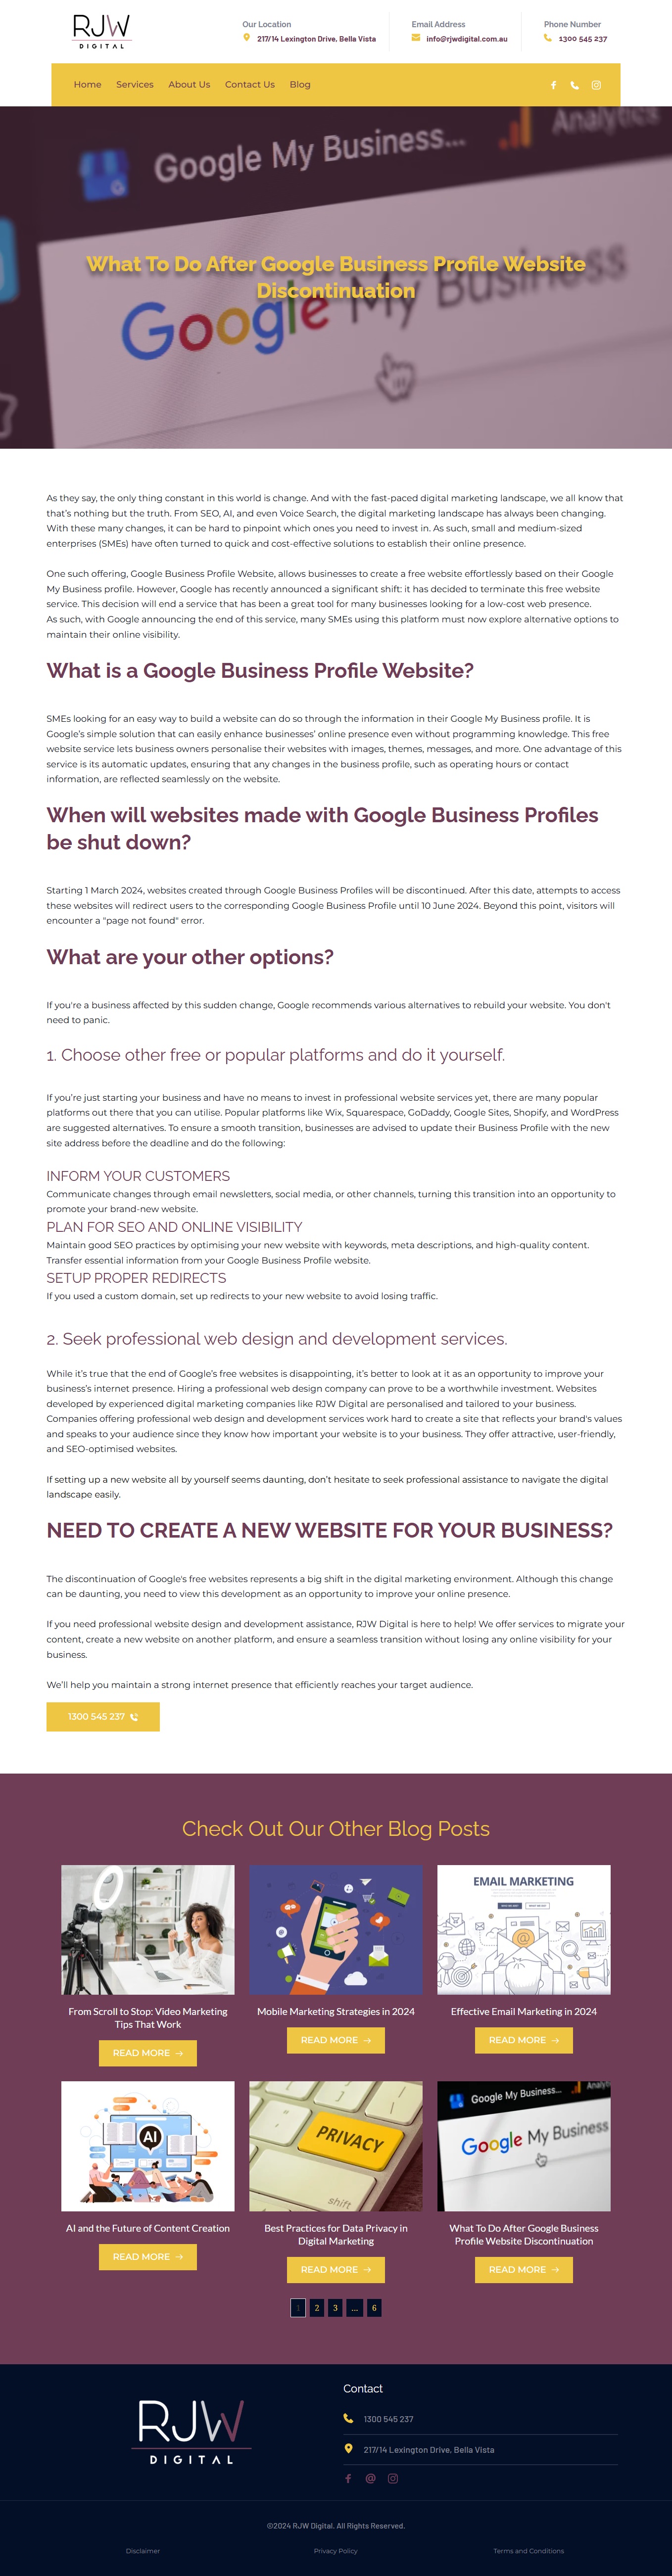 RJW
DIGITAL
Our Location
217/14 Lexington Drive, Bella Vista
Email Address
info@rjwdigital.com.au
Phone Number
1300 545 237
Home Services About Us Contact Us Blog
Google My Business...
Analytics
Google My Business
What To Do After Google Business Profile Website
Discontinuation
As they say, the only thing constant in this world is change. And with the fast-paced digital marketing landscape, we all know that
that's nothing but the truth. From SEO, AI, and even Voice Search, the digital marketing landscape has always been changing.
With these many changes, it can be hard to pinpoint which ones you need to invest in. As such, small and medium-sized
enterprises (SMEs) have often turned to quick and cost-effective solutions to establish their online presence.
One such offering, Google Business Profile Website, allows businesses to create a free website effortlessly based on their Google
My Business profile. However, Google has recently announced a significant shift: it has decided to terminate this free website
service. This decision will end a service that has been a great tool for many businesses looking for a low-cost web presence.
As such, with Google announcing the end of this service, many SMEs using this platform must now explore alternative options to
maintain their online visibility.
What is a Google Business Profile Website?
SMEs looking for an easy way to build a website can do so through the information in their Google My Business profile. It is
Google's simple solution that can easily enhance businesses' online presence even without programming knowledge. This free
website service lets business owners personalise their websites with images, themes, messages, and more. One advantage of this
service is its automatic updates, ensuring that any changes in the business profile, such as operating hours or contact
information, are reflected seamlessly on the website.
When will websites made with Google Business Profiles
be shut down?
Starting 1 March 2024, websites created through Google Business Profiles will be discontinued. After this date, attempts to access
these websites will redirect users to the corresponding Google Business Profile until 10 June 2024. Beyond this point, visitors will
encounter a "page not found" error.
What are your other options?
If you're a business affected by this sudden change, Google recommends various alternatives to rebuild your website. You don't
need to panic.
1. Choose other free or popular platforms and do it yourself.
If you're just starting your business and have no means to invest in professional website services yet, there are many popular
platforms out there that you can utilise. Popular platforms like Wix, Squarespace, GoDaddy, Google Sites, Shopify, and WordPress
are suggested alternatives. To ensure a smooth transition, businesses are advised to update their Business Profile with the new
site address before the deadline and do the following:
INFORM YOUR CUSTOMERS
Communicate changes through email newsletters, social media, or other channels, turning this transition into an opportunity to
promote your brand-new website.
PLAN FOR SEO AND ONLINE VISIBILITY
Maintain good SEO practices by optimising your new website with keywords, meta descriptions, and high-quality content.
Transfer essential information from your Google Business Profile website.
SETUP PROPER REDIRECTS
If you used a custom domain, set up redirects to your new website to avoid losing traffic.
2. Seek professional web design and development services.
While it's true that the end of Google's free websites is disappointing, it's better to look at it as an opportunity to improve your
business's internet presence. Hiring a professional web design company can prove to be a worthwhile investment. Websites
developed by experienced digital marketing companies like RJW Digital are personalised and tailored to your business.
Companies offering professional web design and development services work hard to create a site that reflects your brand's values
and speaks to your audience since they know how important your website is to your business. They offer attractive, user-friendly,
and SEO-optimised websites.
If setting up a new website all by yourself seems daunting, don't hesitate to seek professional assistance to navigate the digital
landscape easily.
NEED TO CREATE A NEW WEBSITE FOR YOUR BUSINESS?
The discontinuation of Google's free websites represents a big shift in the digital marketing environment. Although this change
can be daunting, you need to view this development as an opportunity to improve your online presence.
If you need professional website design and development assistance, RJW Digital is here to help! We offer services to migrate your
content, create a new website on another platform, and ensure a seamless transition without losing any online visibility for your
business.
We'll help you maintain a strong internet presence that efficiently reaches your target audience.
1300 545 237
Check Out Our Other Blog Posts
EMAIL MARKETING
From Scroll to Stop: Video Marketing
Tips That Work
READ MORE
Mobile Marketing Strategies in 2024
READ MORE
Effective Email Marketing in 2024
READ MORE
AI
PRIVACY
shift
Google My Business...
Google My Business
AI and the Future of Content Creation
READ MORE
Best Practices for Data Privacy in
Digital Marketing
READ MORE
What To Do After Google Business
Profile Website Discontinuation
READ MORE
1 2 3 ... 6
RJW
DIGITAL
Contact
1300 545 237
217/14 Lexington Drive, Bella Vista
©2024 RJW Digital. All Rights Reserved.
Disclaimer Privacy Policy Terms and Conditions